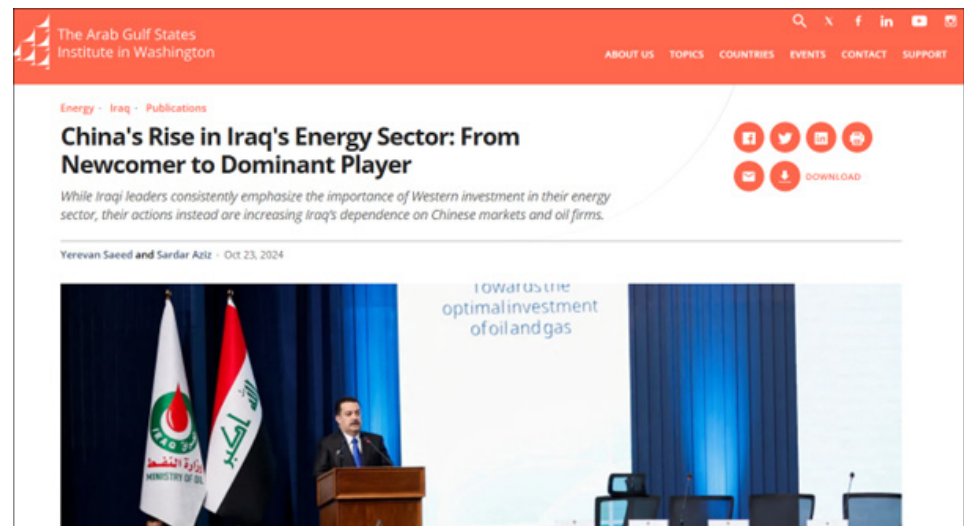 The Arab Gulf States
Institute in Washington
ABOUT US TOPICS COUNTRIES EVENTS CONTACT SUPPORT
Energy - Iraq - Publications
China's Rise in Iraq's Energy Sector: From
Newcomer to Dominant Player
While Iraqi leaders consistently emphasize the importance of Western investment in their energy
sector, their actions instead are increasing Iraq's dependence on Chinese markets and oil firms.
DOWNLOAD
Yerevan Saeed and Sardar Aziz - Oct 23, 2024
Towards the
optimal investment
of oil and gas
الله
اكبر
IRAQ
وزارة النفط
MINISTRY OF OIL